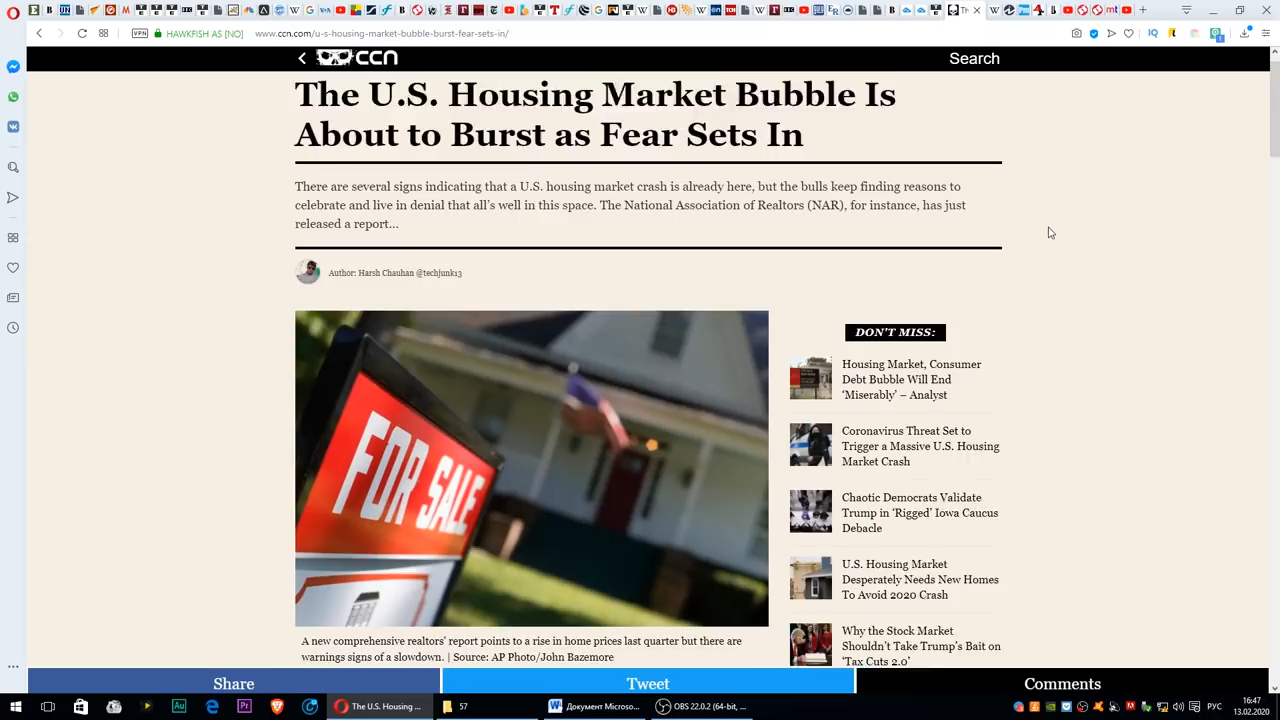 VPN
HAWKFISH AS [NO]
www.ccn.com/u-s-housing-market-bubble-burst-fear-sets-in/
ccn
Search
The U.S. Housing Market Bubble Is
About to Burst as Fear Sets In
There are several signs indicating that a U.S. housing market crash is already here, but the bulls keep finding reasons to
celebrate and live in denial that all's well in this space. The National Association of Realtors (NAR), for instance, has just
released a report…
Author: Harsh Chauhan @techjunk13
FOR SALE
A new comprehensive realtors' report points to a rise in home prices last quarter but there are
warnings signs of a slowdown. | Source: AP Photo/John Bazemore
DON'T MISS:
Housing Market, Consumer
Debt Bubble Will End
‘Miserably’ – Analyst
Coronavirus Threat Set to
Trigger a Massive U.S. Housing
Market Crash
Chaotic Democrats Validate
Trump in ‘Rigged’ Iowa Caucus
Debacle
U.S. Housing Market
Desperately Needs New Homes
To Avoid 2020 Crash
Why the Stock Market
Shouldn’t Take Trump’s Bait on
‘Tax Cuts 2.0’
Share
Tweet
Comments
The U.S. Housing ...
57
Документ Microso...
OBS 22.0.2 (64-bit, ...
РУС
16:47
13.02.2020